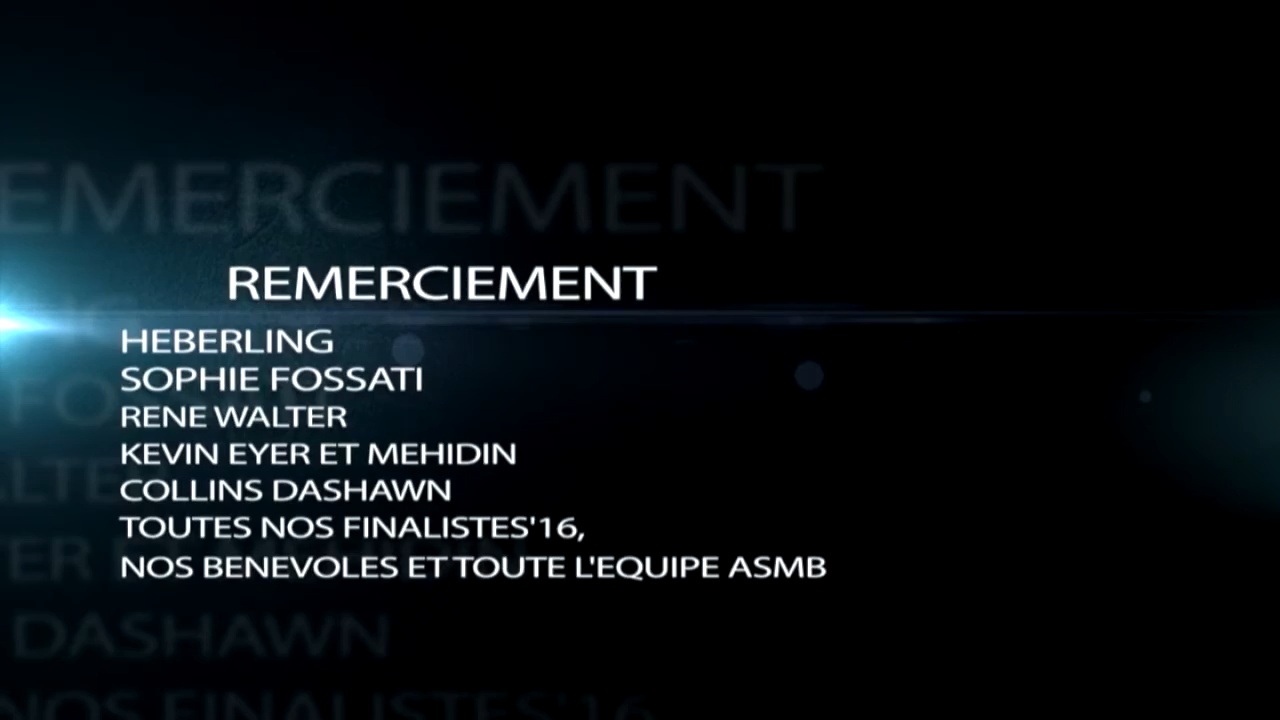 REMERCIEMENT
HEBERLING
SOPHIE FOSSATI
RENE WALTER
KEVIN EYER ET MEHIDIN
COLLINS DASHAWN
TOUTES NOS FINALISTES'16,
NOS BENEVOLES ET TOUTE L'EQUIPE ASMB